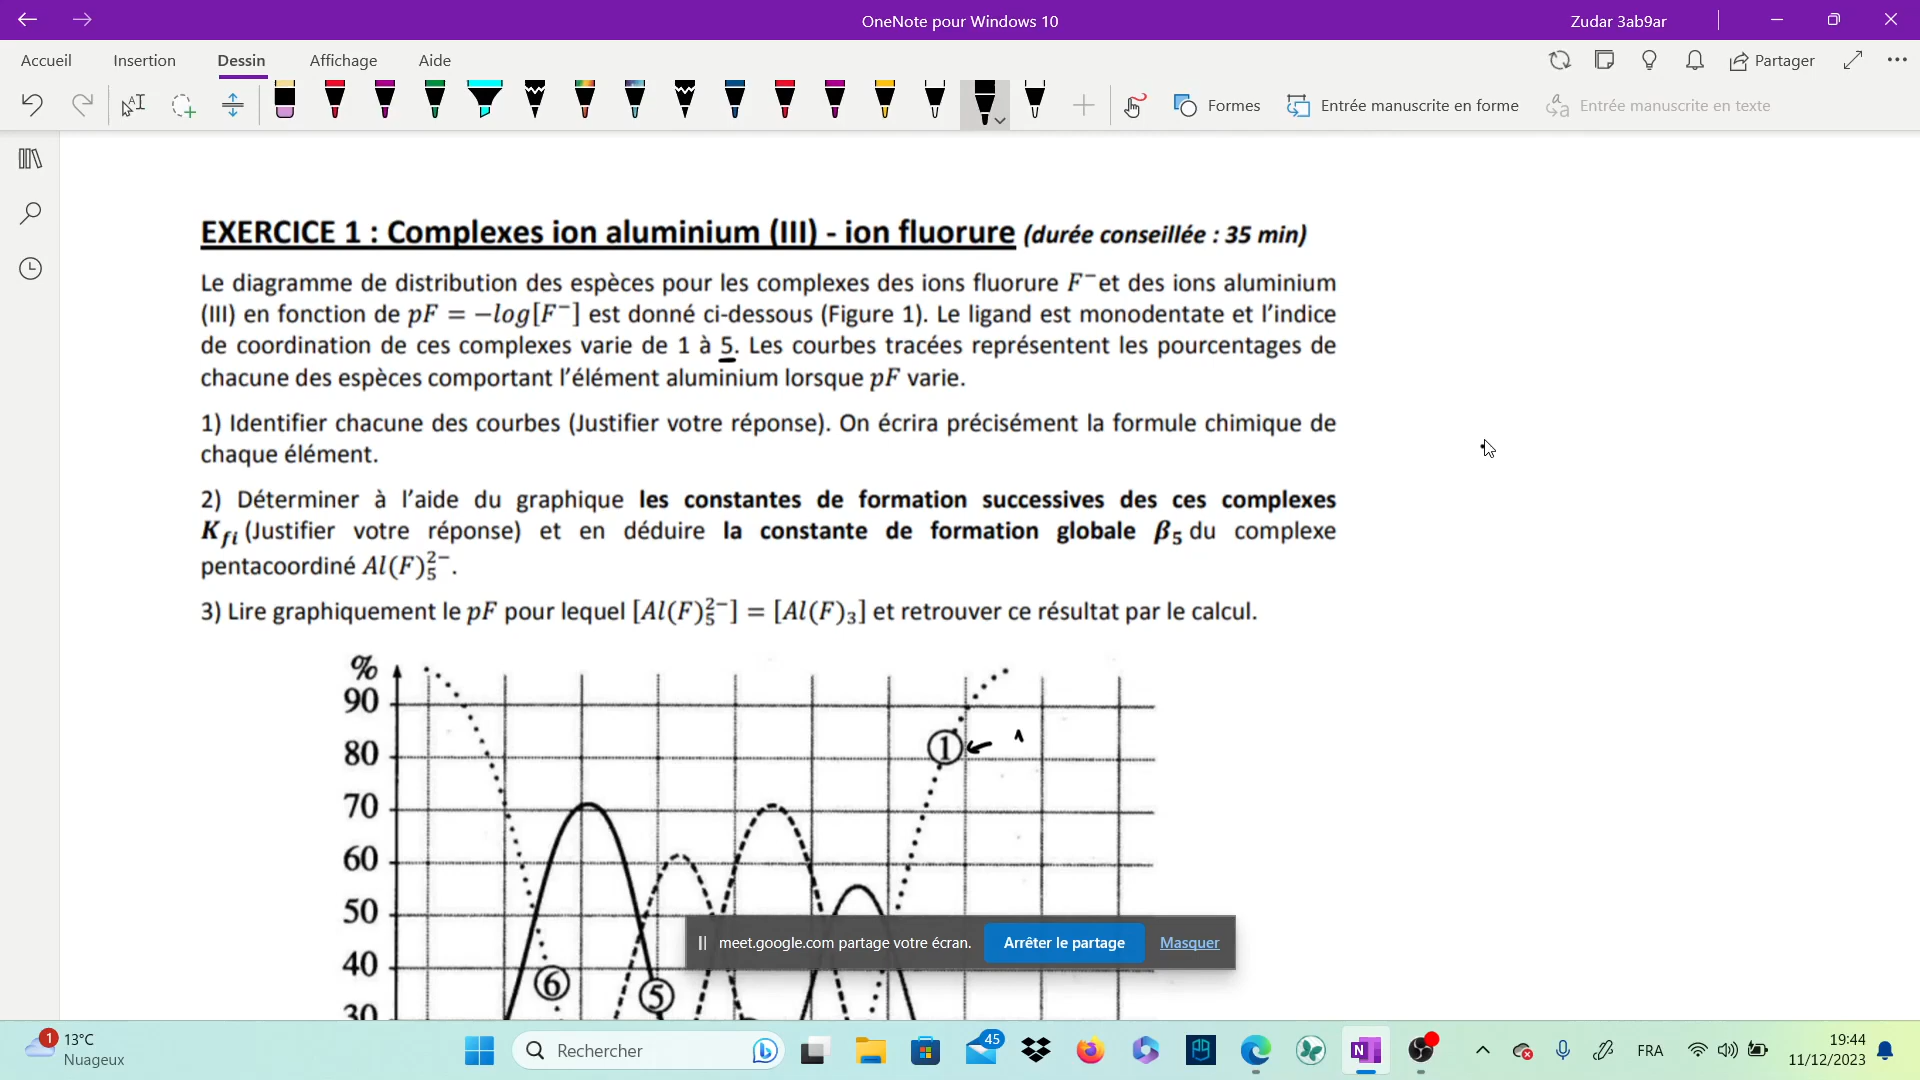 OneNote pour Windows 10
Zudar 3ab9ar
Accueil Insertion Dessin Affichage Aide
Partager
Formes
Entrée manuscrite en forme
Entrée manuscrite en texte
EXERCICE 1 : Complexes ion aluminium (III) - ion fluorure (durée conseillée : 35 min)
Le diagramme de distribution des espèces pour les complexes des ions fluorure F⁻et des ions aluminium
(III) en fonction de pF = −log[F⁻] est donné ci-dessous (Figure 1). Le ligand est monodentate et l'indice
de coordination de ces complexes varie de 1 à 5. Les courbes tracées représentent les pourcentages de
chacune des espèces comportant l'élément aluminium lorsque pF varie.
1) Identifier chacune des courbes (Justifier votre réponse). On écrira précisément la formule chimique de
chaque élément.
2) Déterminer à l'aide du graphique les constantes de formation successives des ces complexes
K_fi (Justifier votre réponse) et en déduire la constante de formation globale β₅ du complexe
pentacoordiné Al(F)₅²⁻.
3) Lire graphiquement le pF pour lequel [Al(F)₅²⁻] = [Al(F)₃] et retrouver ce résultat par le calcul.
%
90
80
70
60
50
40
30
①
⑥
⑤
meet.google.com partage votre écran.
Arrêter le partage
Masquer
1
13°C
Nuageux
Rechercher
45
FRA
19:44
11/12/2023